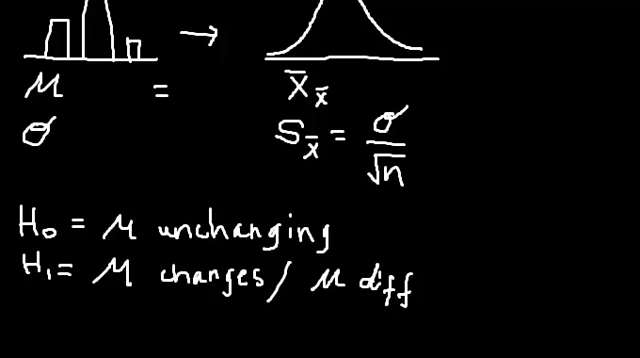 μ = X̄x̄
σ Sx̄ = σ/√n
H₀ = μ unchanging
H₁ = μ changes / μ diff